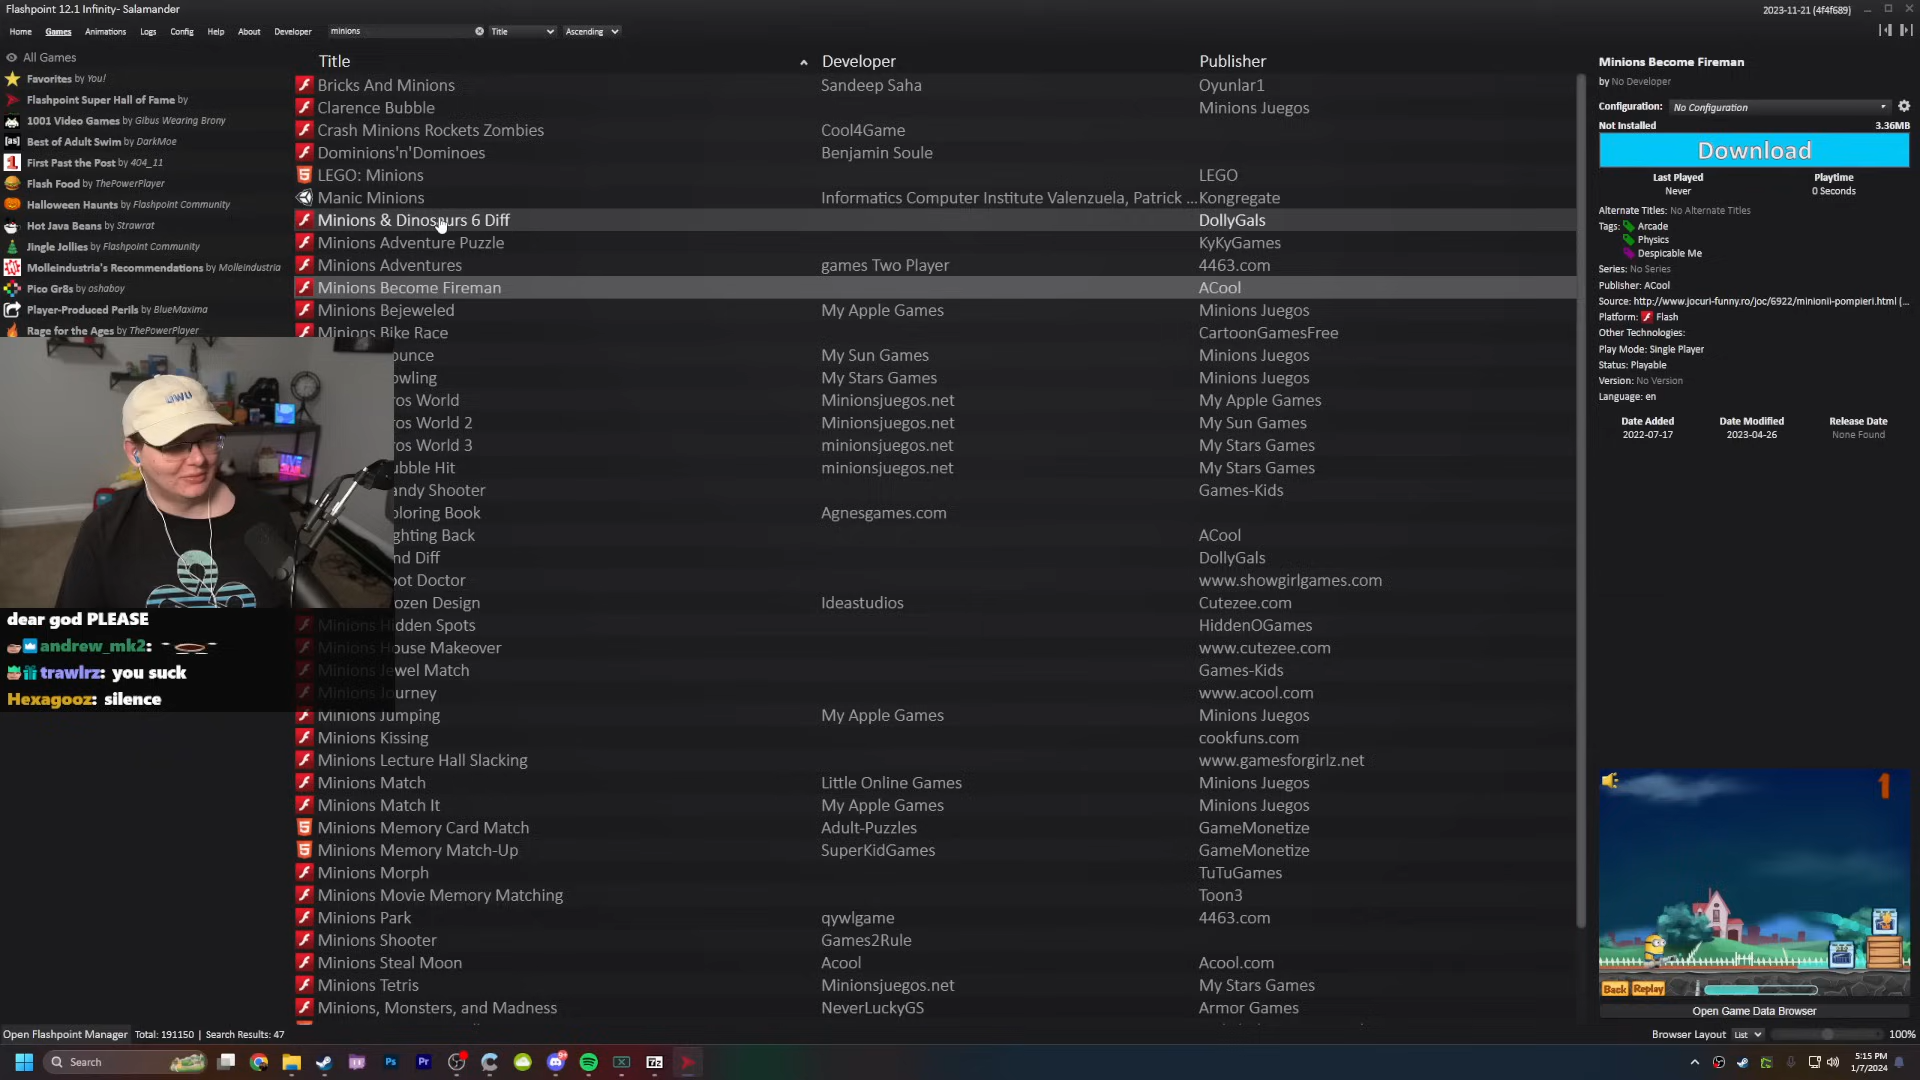 Flashpoint 12.1 Infinity- Salamander
2023-11-21 (4f4f689)
Home Games Animations Logs Config Help About Developer minions Title Ascending
All Games
Favorites by You!
Flashpoint Super Hall of Fame by
1001 Video Games by Gibus Wearing Brony
Best of Adult Swim by DarkMoe
First Past the Post by 404_11
Flash Food by ThePowerPlayer
Halloween Haunts by Flashpoint Community
Hot Java Beans by Strawrat
Jingle Jollies by Flashpoint Community
Molleindustria's Recommendations by Molleindustria
Pico Gr8s by oshaboy
Player-Produced Perils by BlueMaxima
Rage for the Ages by ThePowerPlayer
UWU
dear god PLEASE
andrew_mk2:
trawlrz: you suck
Hexagooz: silence
Title Developer Publisher
Bricks And Minions Sandeep Saha Oyunlar1
Clarence Bubble Minions Juegos
Crash Minions Rockets Zombies Cool4Game
Dominions'n'Dominoes Benjamin Soule
LEGO: Minions LEGO
Manic Minions Informatics Computer Institute Valenzuela, Patrick ... Kongregate
Minions & Dinosaurs 6 Diff DollyGals
Minions Adventure Puzzle KyKyGames
Minions Adventures games Two Player 4463.com
Minions Become Fireman ACool
Minions Bejeweled My Apple Games Minions Juegos
Minions Bike Race CartoonGamesFree
ounce My Sun Games Minions Juegos
owling My Stars Games Minions Juegos
ros World Minionsjuegos.net My Apple Games
ros World 2 Minionsjuegos.net My Sun Games
ros World 3 minionsjuegos.net My Stars Games
ubble Hit minionsjuegos.net My Stars Games
andy Shooter Games-Kids
oloring Book Agnesgames.com
ghting Back ACool
nd Diff DollyGals
oot Doctor www.showgirlgames.com
ozen Design Ideastudios Cutezee.com
Minions Hidden Spots HiddenOGames
Minions House Makeover www.cutezee.com
Minions Jewel Match Games-Kids
Minions Journey www.acool.com
Minions Jumping My Apple Games Minions Juegos
Minions Kissing cookfuns.com
Minions Lecture Hall Slacking www.gamesforgirlz.net
Minions Match Little Online Games Minions Juegos
Minions Match It My Apple Games Minions Juegos
Minions Memory Card Match Adult-Puzzles GameMonetize
Minions Memory Match-Up SuperKidGames GameMonetize
Minions Morph TuTuGames
Minions Movie Memory Matching Toon3
Minions Park qywlgame 4463.com
Minions Shooter Games2Rule
Minions Steal Moon Acool Acool.com
Minions Tetris Minionsjuegos.net My Stars Games
Minions, Monsters, and Madness NeverLuckyGS Armor Games
Minions Become Fireman
by No Developer
Configuration: No Configuration
Not Installed 3.36MB
Download
Last Played Playtime
Never 0 Seconds
Alternate Titles: No Alternate Titles
Tags: Arcade
Physics
Despicable Me
Series: No Series
Publisher: ACool
Source: http://www.jocuri-funny.ro/joc/6922/minionii-pompieri.html (...
Platform: Flash
Other Technologies:
Play Mode: Single Player
Status: Playable
Version: No Version
Language: en
Date Added Date Modified Release Date
2022-07-17 2023-04-26 None Found
1
Back Replay
Open Game Data Browser
Open Flashpoint Manager Total: 191150 | Search Results: 47
Browser Layout List 100%
Search
5:15 PM
1/7/2024